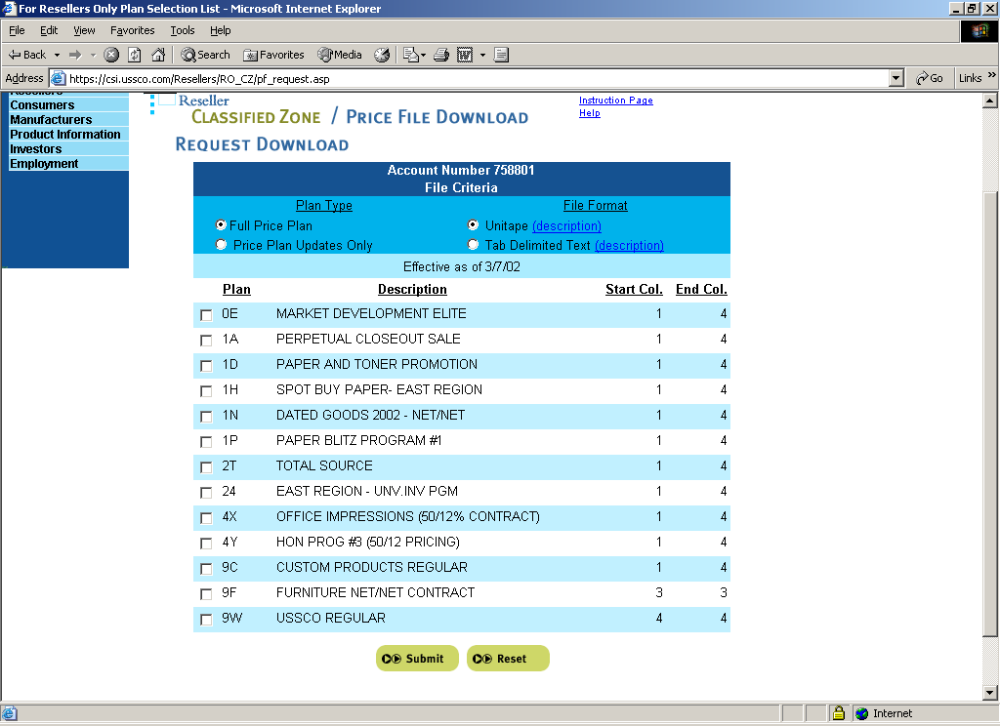 For Resellers Only Plan Selection List - Microsoft Internet Explorer
File Edit View Favorites Tools Help
Back Search Favorites Media
Address https://csi.ussco.com/Resellers/RO_CZ/pf_request.asp Go Links »
Resellers
Consumers
Manufacturers
Product Information
Investors
Employment
Reseller
CLASSIFIED ZONE / PRICE FILE DOWNLOAD
Instruction Page
Help
REQUEST DOWNLOAD
Account Number 758801
File Criteria
Plan Type File Format
Full Price Plan Unitape (description)
Price Plan Updates Only Tab Delimited Text (description)
Effective as of 3/7/02
Plan Description Start Col. End Col.
0E MARKET DEVELOPMENT ELITE 1 4
1A PERPETUAL CLOSEOUT SALE 1 4
1D PAPER AND TONER PROMOTION 1 4
1H SPOT BUY PAPER- EAST REGION 1 4
1N DATED GOODS 2002 - NET/NET 1 4
1P PAPER BLITZ PROGRAM #1 1 4
2T TOTAL SOURCE 1 4
24 EAST REGION - UNV.INV PGM 1 4
4X OFFICE IMPRESSIONS (50/12% CONTRACT) 1 4
4Y HON PROG #3 (50/12 PRICING) 1 4
9C CUSTOM PRODUCTS REGULAR 1 4
9F FURNITURE NET/NET CONTRACT 3 3
9W USSCO REGULAR 4 4
Submit Reset
Internet